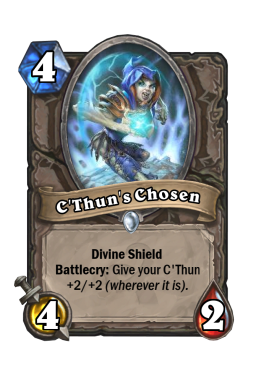 4
C'Thun's Chosen
Divine Shield
Battlecry: Give your C'Thun
+2/+2 (wherever it is).
4
2